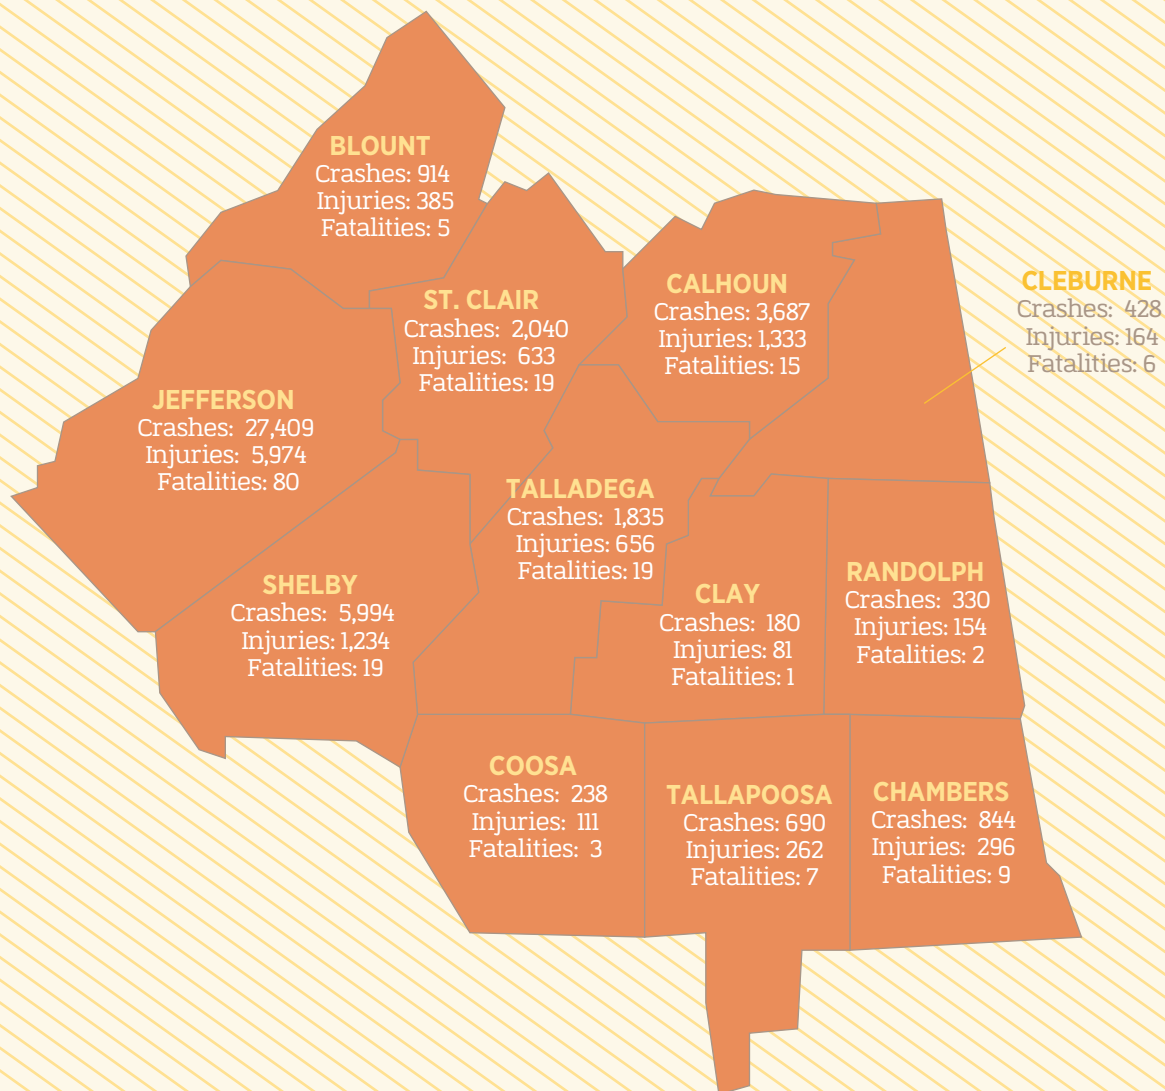 BLOUNT
Crashes: 914
Injuries: 385
Fatalities: 5
ST. CLAIR
Crashes: 2,040
Injuries: 633
Fatalities: 19
CALHOUN
Crashes: 3,687
Injuries: 1,333
Fatalities: 15
CLEBURNE
Crashes: 428
Injuries: 164
Fatalities: 6
JEFFERSON
Crashes: 27,409
Injuries: 5,974
Fatalities: 80
TALLADEGA
Crashes: 1,835
Injuries: 656
Fatalities: 19
SHELBY
Crashes: 5,994
Injuries: 1,234
Fatalities: 19
CLAY
Crashes: 180
Injuries: 81
Fatalities: 1
RANDOLPH
Crashes: 330
Injuries: 154
Fatalities: 2
COOSA
Crashes: 238
Injuries: 111
Fatalities: 3
TALLAPOOSA
Crashes: 690
Injuries: 262
Fatalities: 7
CHAMBERS
Crashes: 844
Injuries: 296
Fatalities: 9